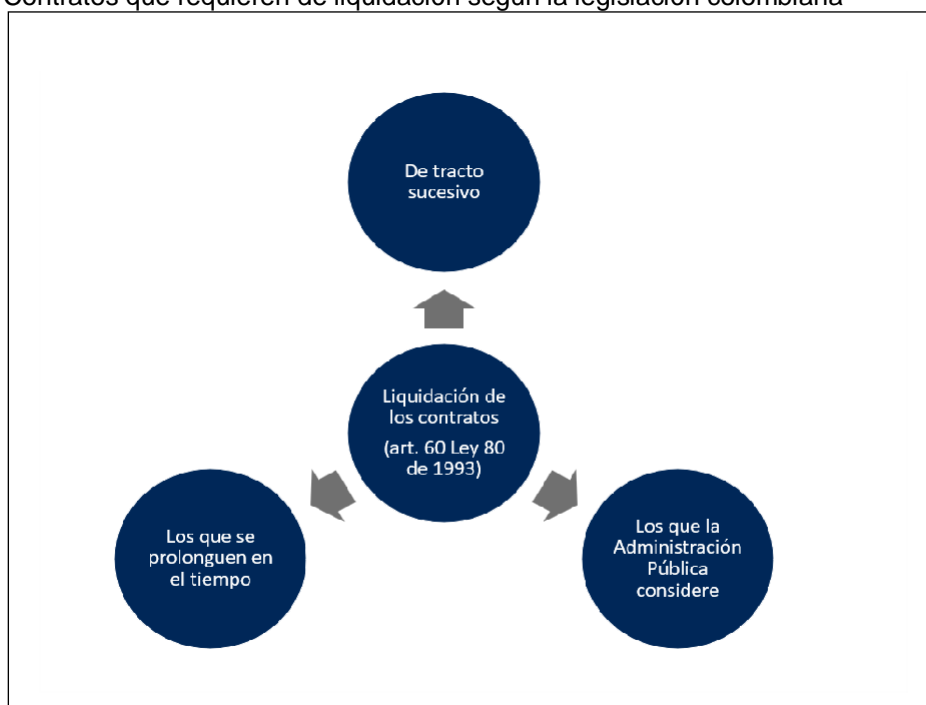 Contratos que requieren de liquidación según la legislación colombiana
De tracto
sucesivo
Liquidación de
los contratos
(art. 60 Ley 80
de 1993)
Los que se
prolonguen en
el tiempo
Los que la
Administración
Pública
considere